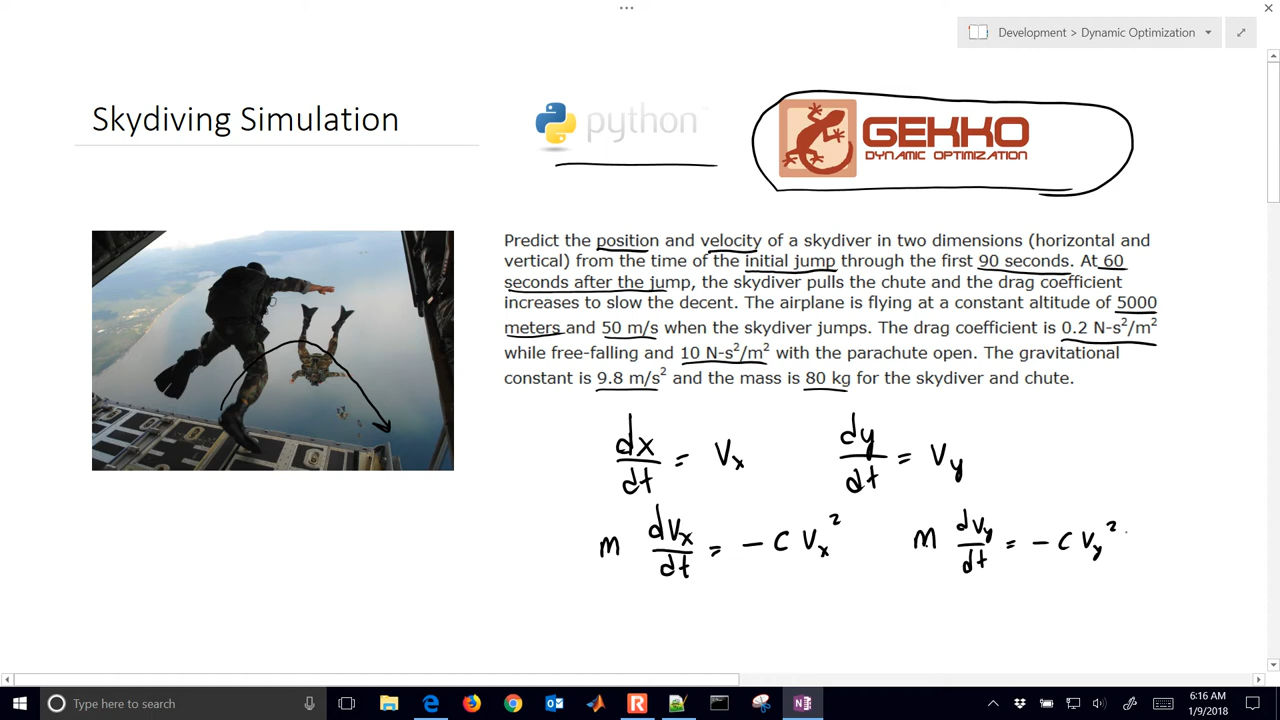 Development > Dynamic Optimization
Skydiving Simulation
python
GEKKO
DYNAMIC OPTIMIZATION
Predict the position and velocity of a skydiver in two dimensions (horizontal and
vertical) from the time of the initial jump through the first 90 seconds. At 60
seconds after the jump, the skydiver pulls the chute and the drag coefficient
increases to slow the decent. The airplane is flying at a constant altitude of 5000
meters and 50 m/s when the skydiver jumps. The drag coefficient is 0.2 N-s²/m²
while free-falling and 10 N-s²/m² with the parachute open. The gravitational
constant is 9.8 m/s² and the mass is 80 kg for the skydiver and chute.
dx/dt = Vx dy/dt = Vy
m dVx/dt = - C Vx² m dVy/dt = - C Vy²
Type here to search
6:16 AM
1/9/2018